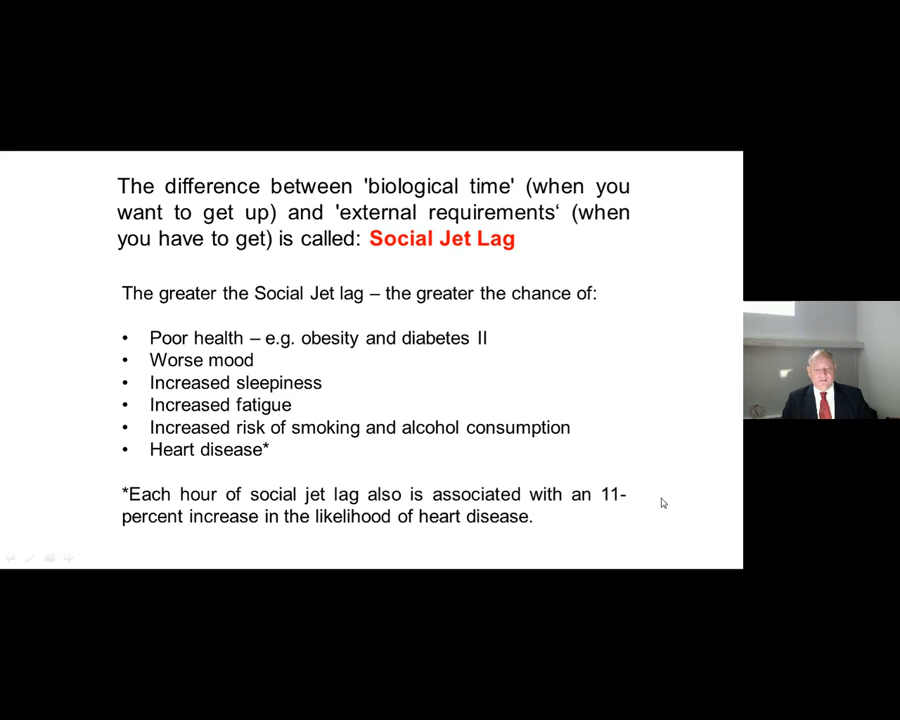 The difference between 'biological time' (when you
want to get up) and 'external requirements‘ (when
you have to get) is called: Social Jet Lag
The greater the Social Jet lag – the greater the chance of:
• Poor health – e.g. obesity and diabetes II
• Worse mood
• Increased sleepiness
• Increased fatigue
• Increased risk of smoking and alcohol consumption
• Heart disease*
*Each hour of social jet lag also is associated with an 11-
percent increase in the likelihood of heart disease.